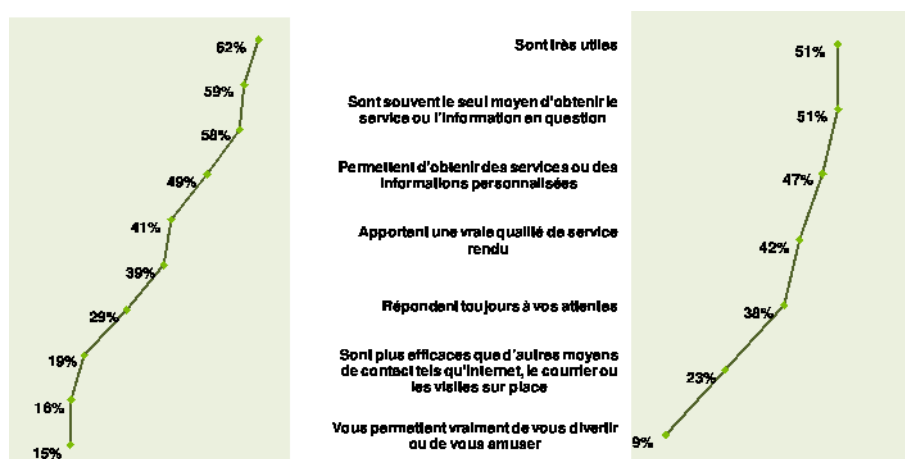 62%
59%
58%
49%
41%
39%
29%
19%
16%
15%
Sont très utiles
Sont souvent le seul moyen d'obtenir le
service ou l'information en question
Permettent d'obtenir des services ou des
informations personnalisées
Apportent une vraie qualité de service
rendu
Répondent toujours à vos attentes
Sont plus efficaces que d'autres moyens
de contact tels qu'internet, le courrier ou
les visites sur place
Vous permettent vraiment de vous divertir
ou de vous amuser
51%
51%
47%
42%
38%
23%
9%